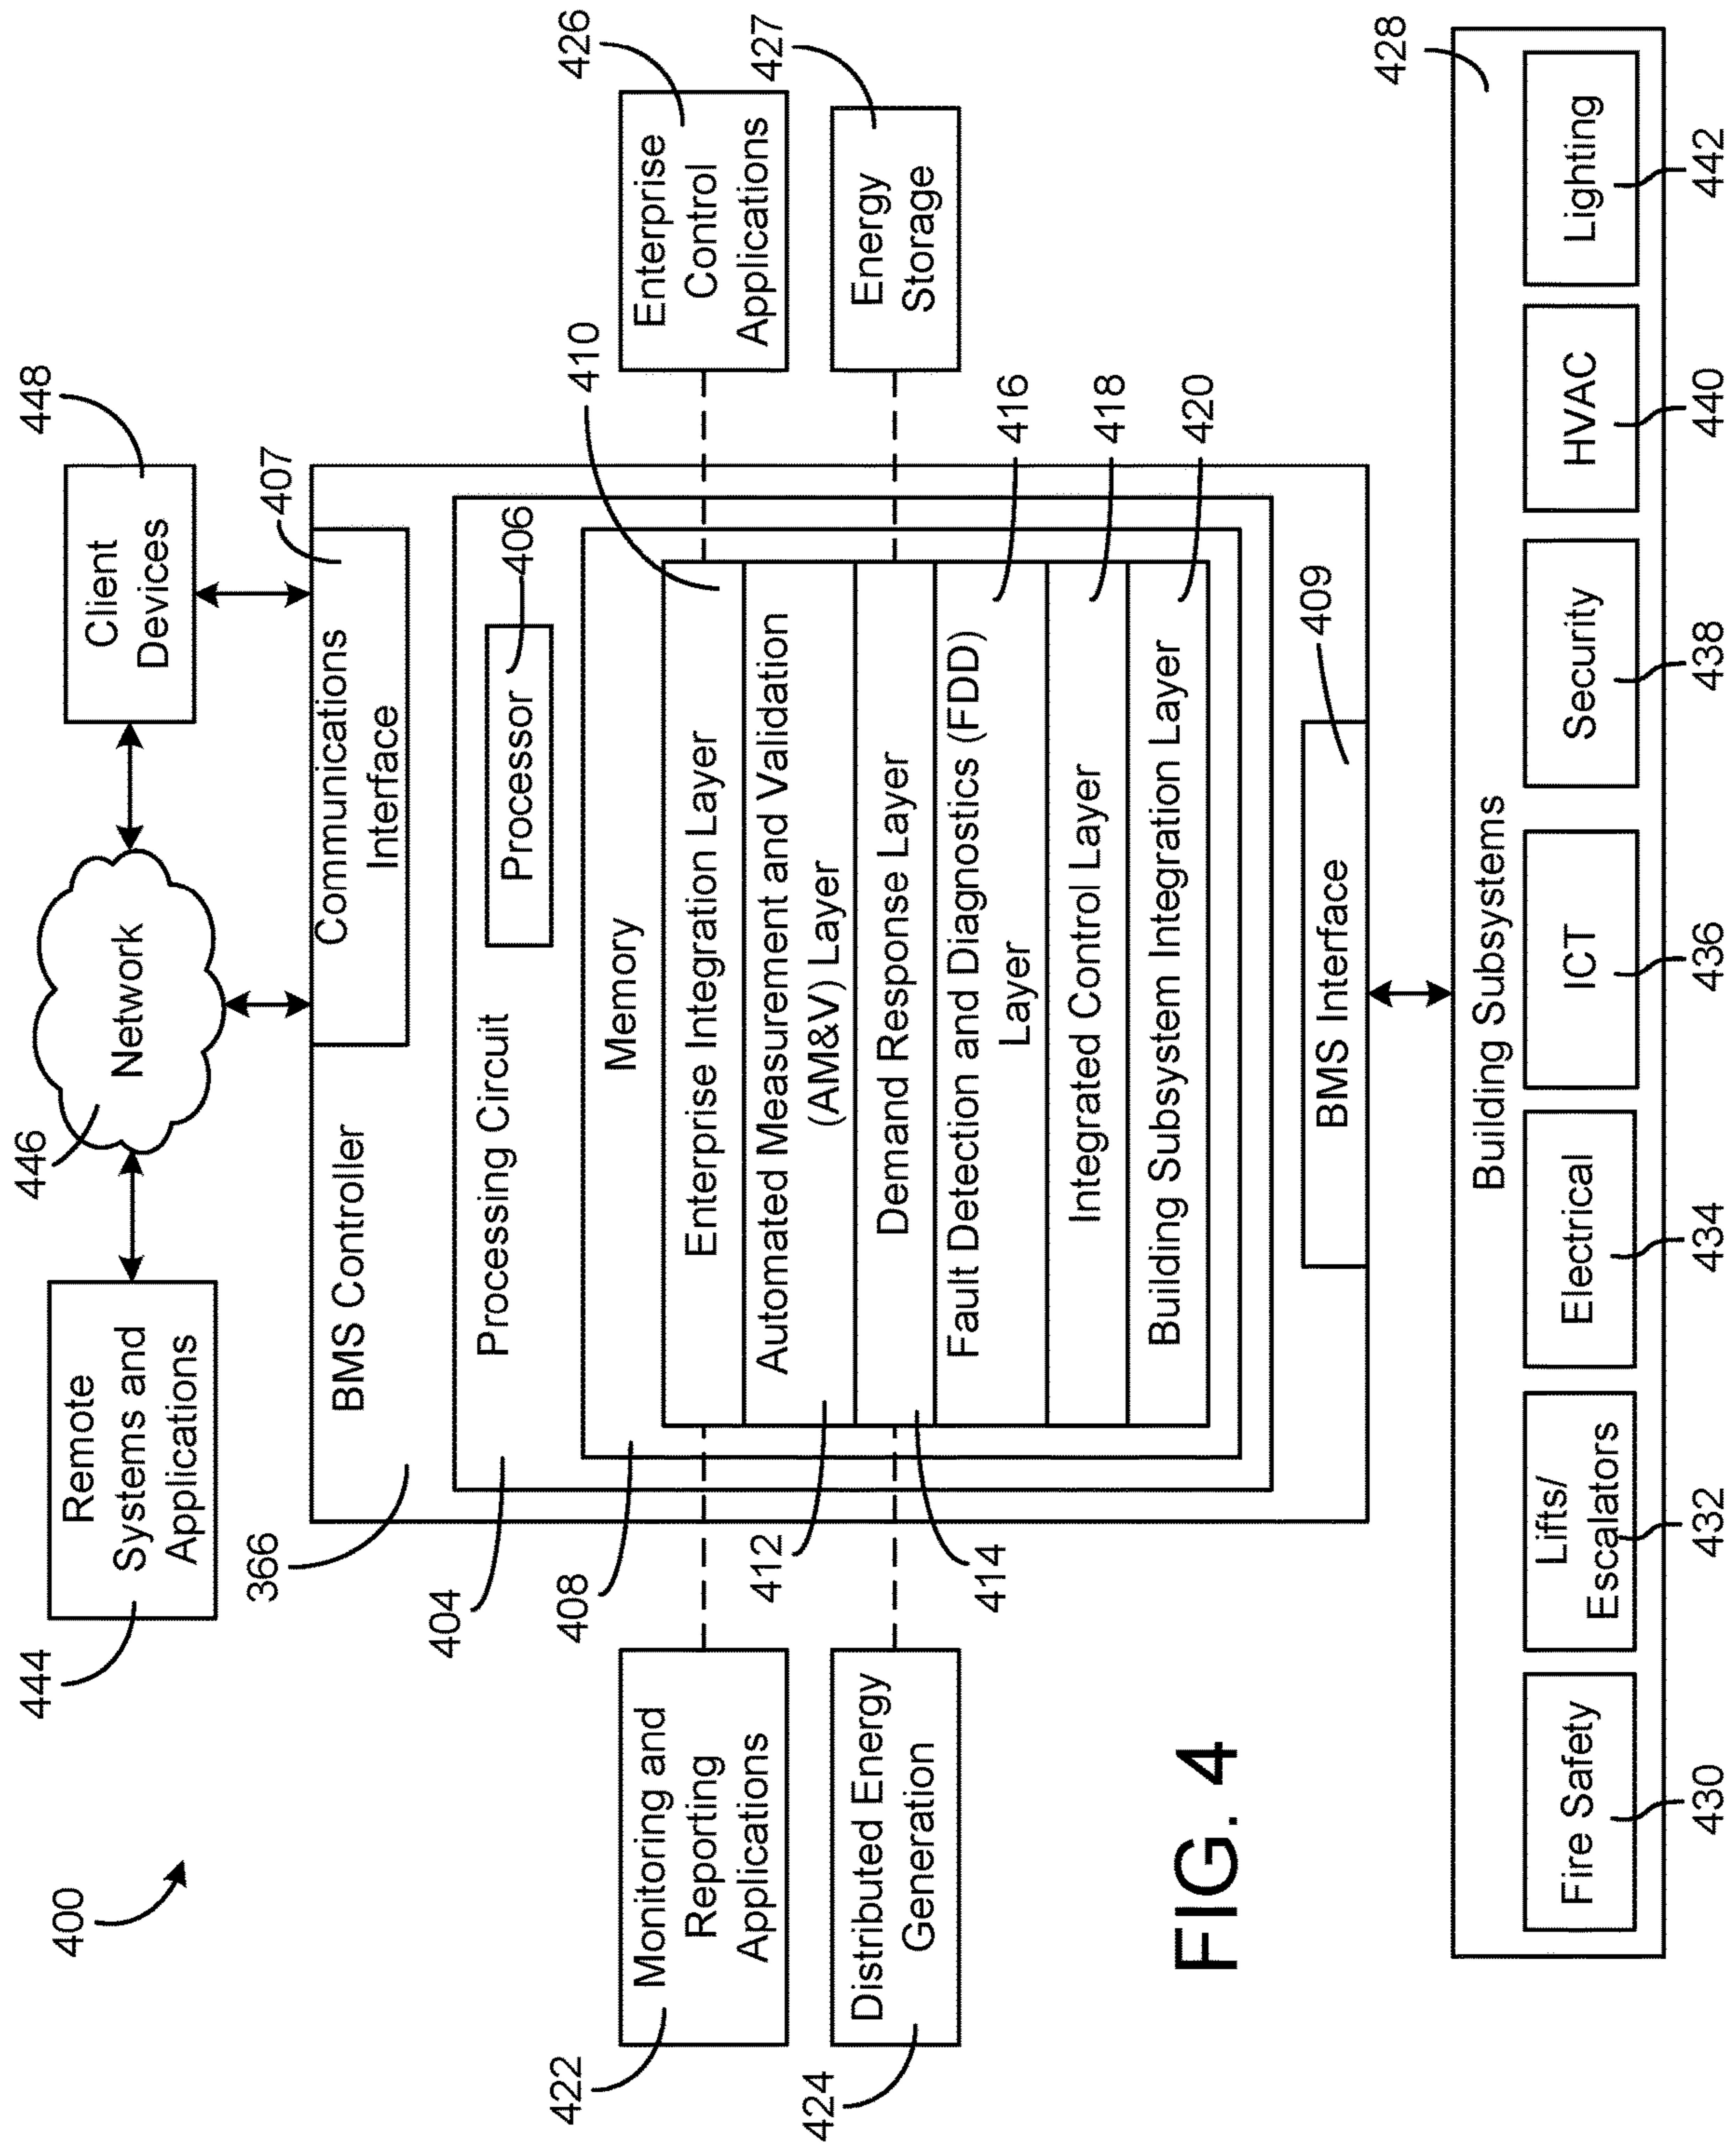 400
444
Remote
Systems and
Applications
446
Network
448
Client
Devices
366
BMS Controller
407
Communications
Interface
404
Processing Circuit
Processor
406
408
Memory
410
Enterprise Integration Layer
Automated Measurement and Validation
(AM&V) Layer
412
Demand Response Layer
414
Fault Detection and Diagnostics (FDD)
Layer
416
Integrated Control Layer
418
Building Subsystem Integration Layer
420
422
Monitoring and
Reporting
Applications
424
Distributed Energy
Generation
426
Enterprise
Control
Applications
427
Energy
Storage
BMS Interface
409
FIG. 4
Building Subsystems
428
Fire Safety
Lifts/
Escalators
Electrical
ICT
Security
HVAC
Lighting
430
432
434
436
438
440
442